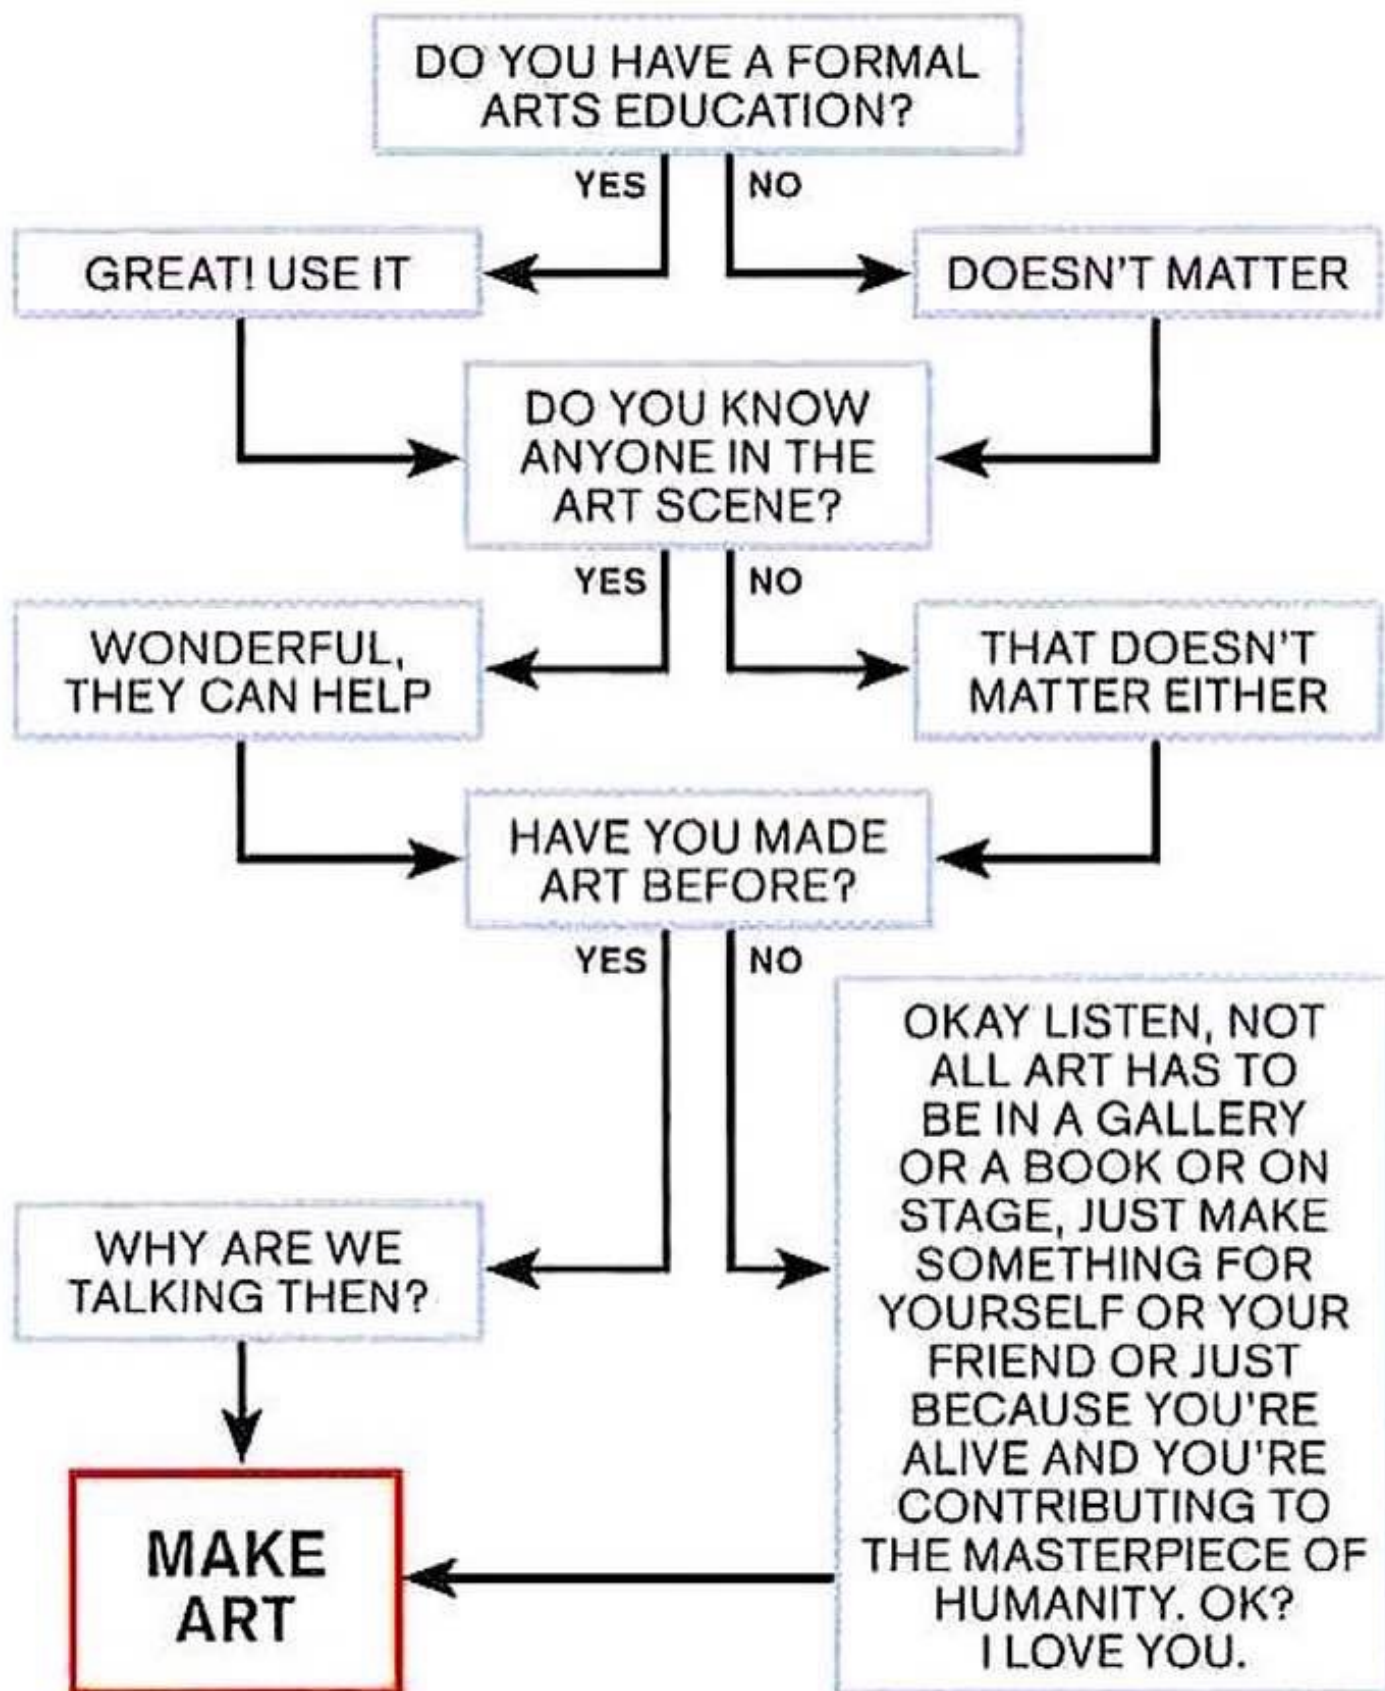 DO YOU HAVE A FORMAL
ARTS EDUCATION?
YES
NO
GREAT! USE IT
DOESN'T MATTER
DO YOU KNOW
ANYONE IN THE
ART SCENE?
YES
NO
WONDERFUL,
THEY CAN HELP
THAT DOESN'T
MATTER EITHER
HAVE YOU MADE
ART BEFORE?
YES
NO
WHY ARE WE
TALKING THEN?
OKAY LISTEN, NOT
ALL ART HAS TO
BE IN A GALLERY
OR A BOOK OR ON
STAGE, JUST MAKE
SOMETHING FOR
YOURSELF OR YOUR
FRIEND OR JUST
BECAUSE YOU'RE
ALIVE AND YOU'RE
CONTRIBUTING TO
THE MASTERPIECE OF
HUMANITY. OK?
I LOVE YOU.
MAKE
ART